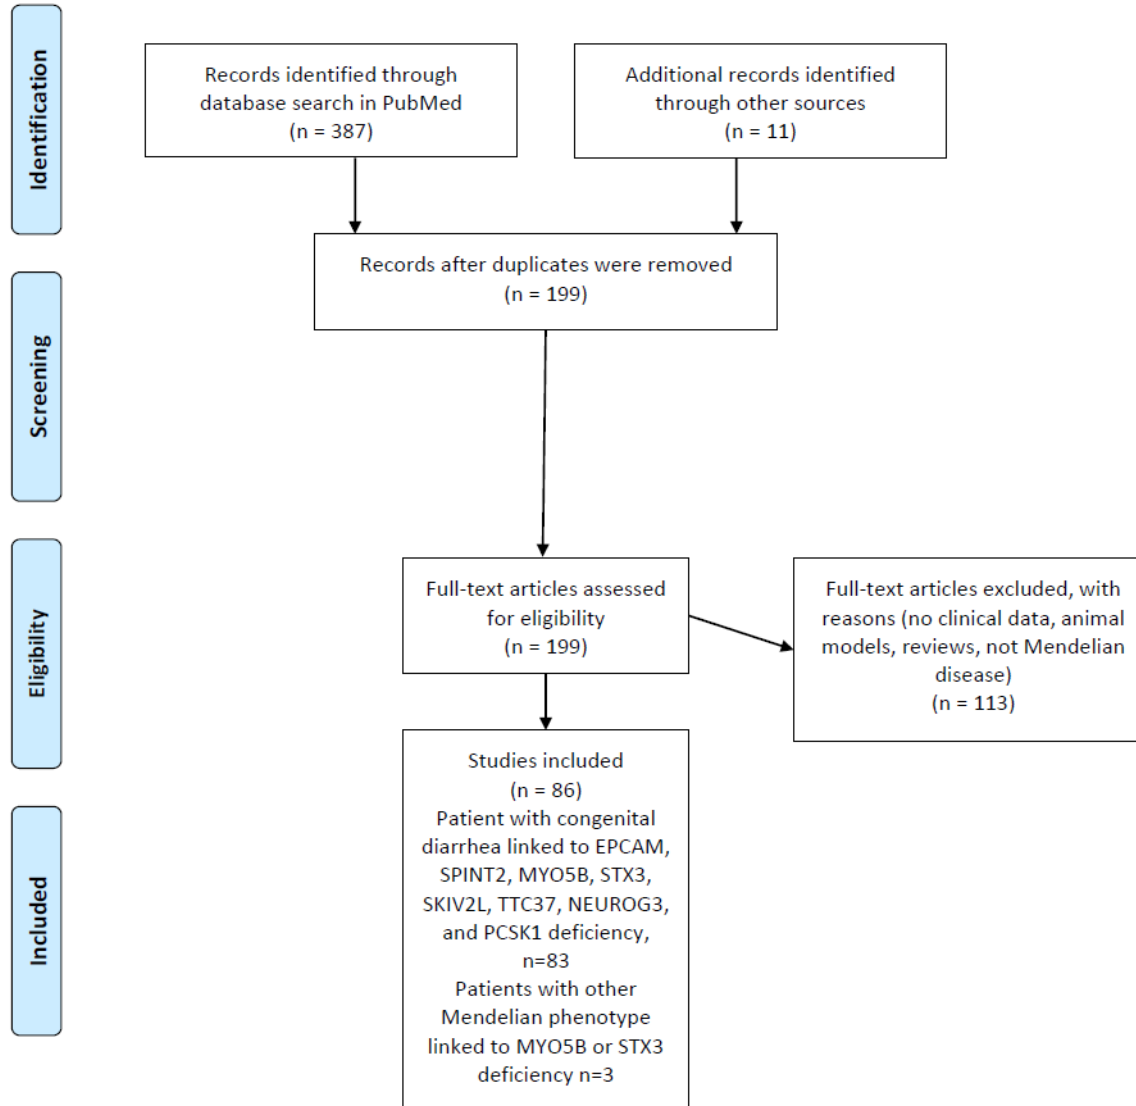 Identification
Records identified through
database search in PubMed
(n = 387)
Additional records identified
through other sources
(n = 11)
Records after duplicates were removed
(n = 199)
Screening
Eligibility
Full-text articles assessed
for eligibility
(n = 199)
Full-text articles excluded, with
reasons (no clinical data, animal
models, reviews, not Mendelian
disease)
(n = 113)
Included
Studies included
(n = 86)
Patient with congenital
diarrhea linked to EPCAM,
SPINT2, MYO5B, STX3,
SKIV2L, TTC37, NEUROG3,
and PCSK1 deficiency,
n=83
Patients with other
Mendelian phenotype
linked to MYO5B or STX3
deficiency n=3